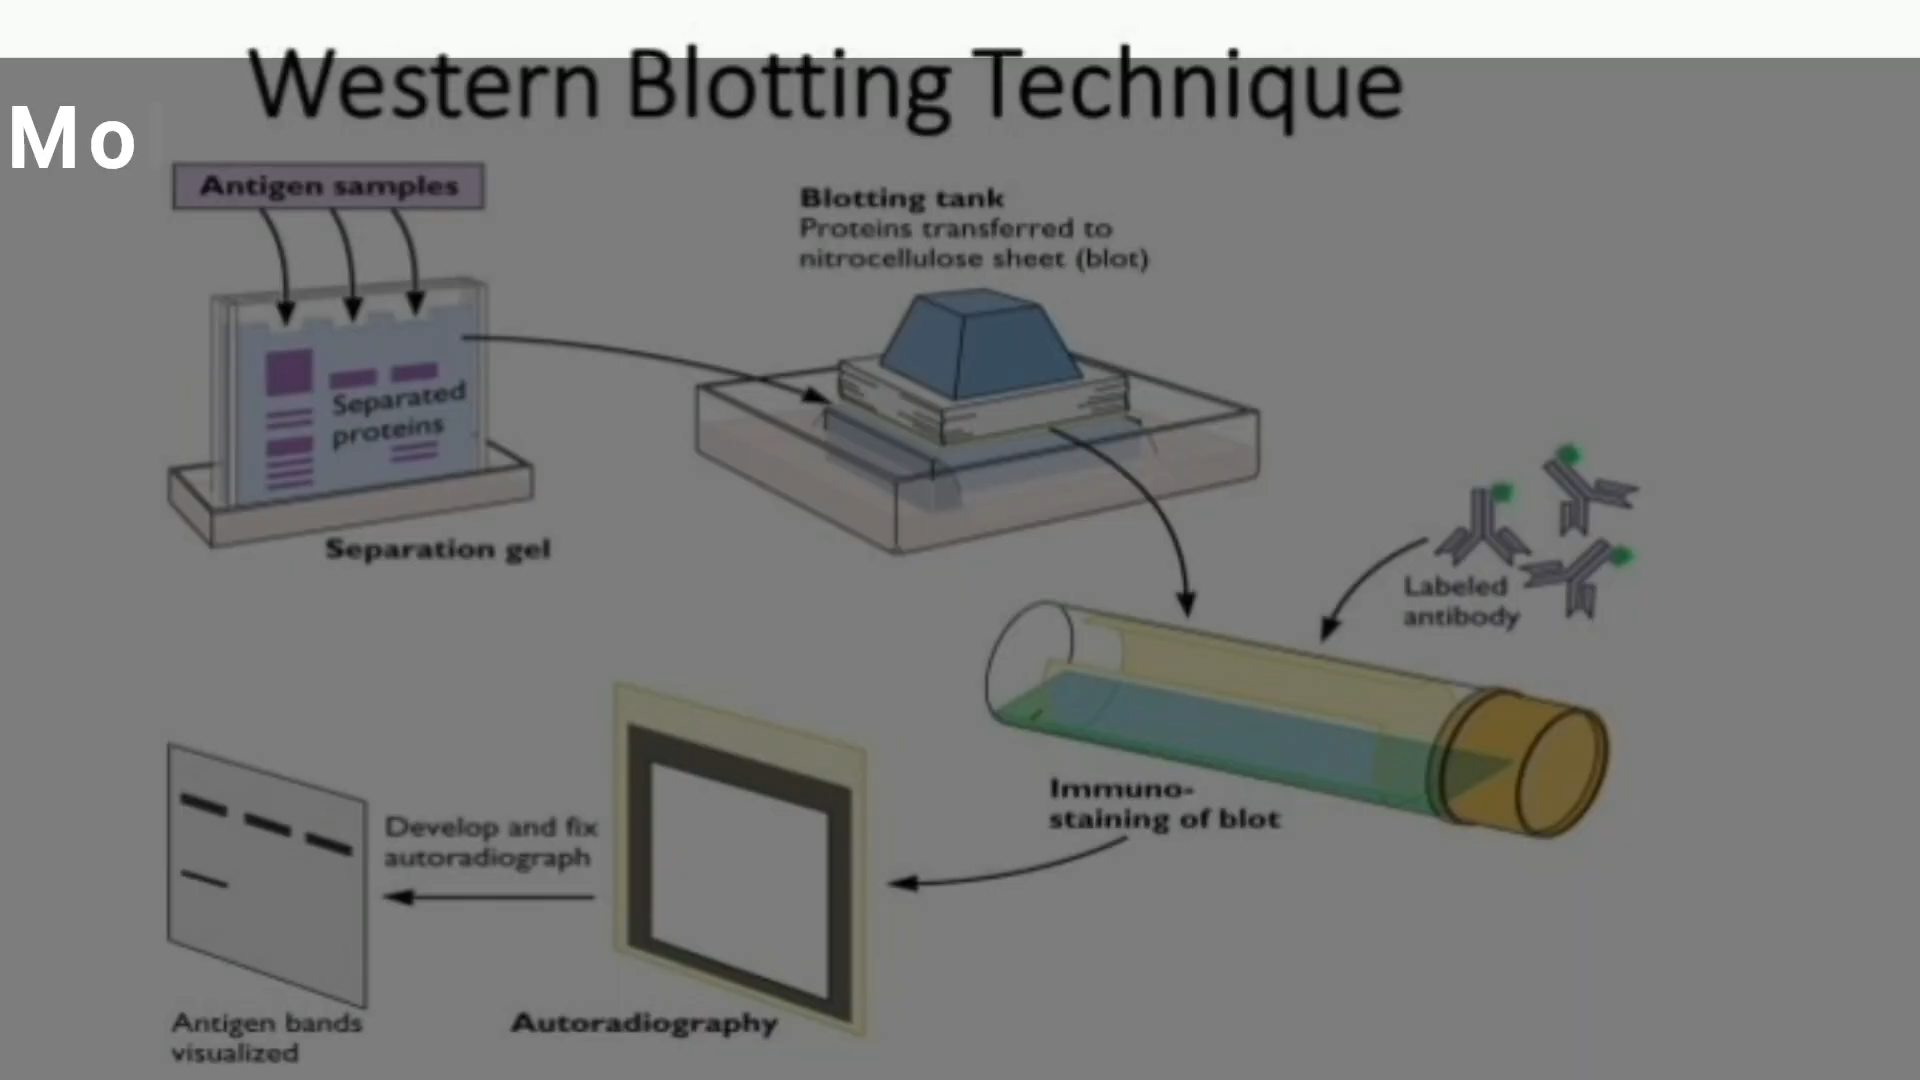 Western Blotting Technique
Mo
Antigen samples
Blotting tank
Proteins transferred to
nitrocellulose sheet (blot)
Separated
proteins
Separation gel
Labeled
antibody
Immuno-
staining of blot
Develop and fix
autoradiograph
Antigen bands
visualized
Autoradiography